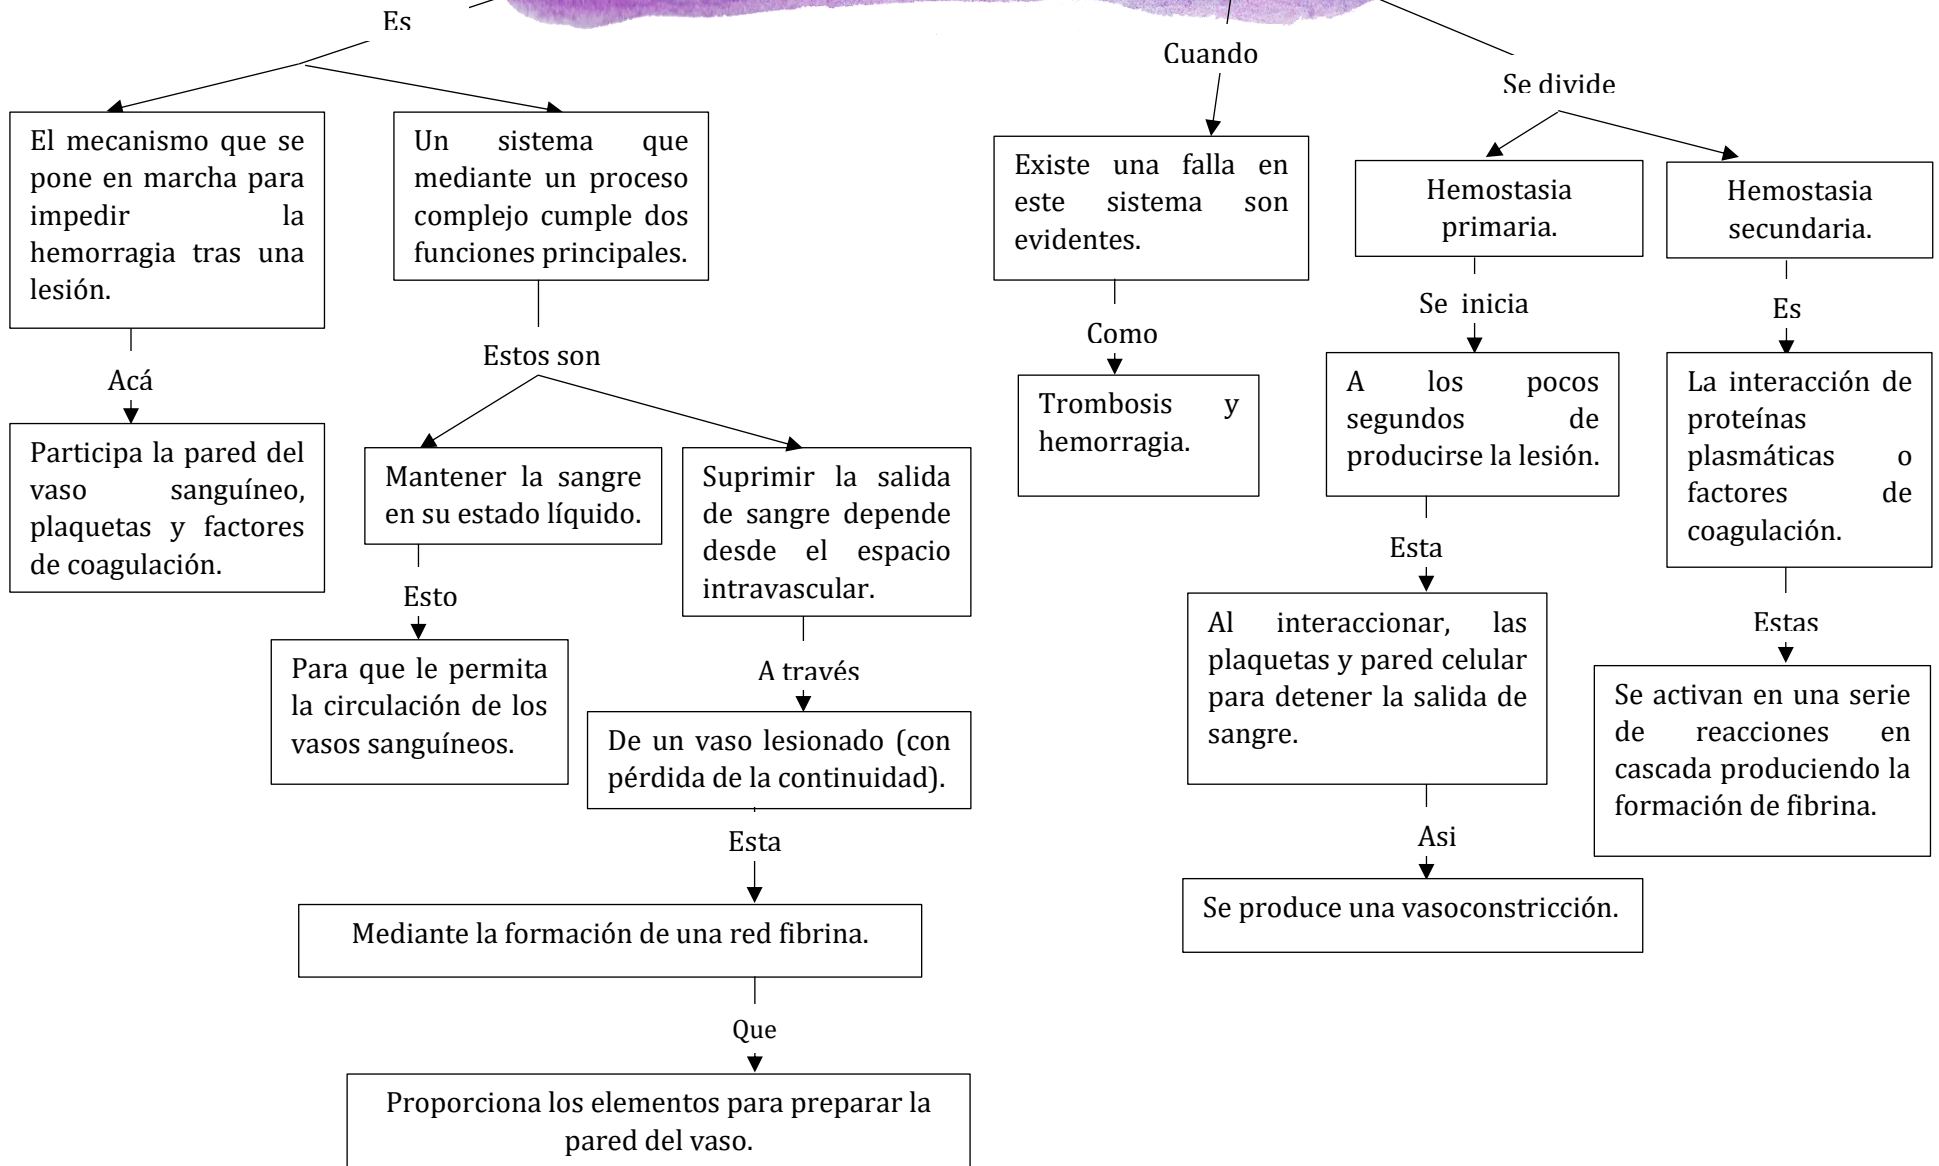 Es
El mecanismo que se
pone en marcha para
impedir la
hemorragia tras una
lesión.
Acá
Participa la pared del
vaso sanguíneo,
plaquetas y factores
de coagulación.
Un sistema que
mediante un proceso
complejo cumple dos
funciones principales.
Estos son
Mantener la sangre
en su estado líquido.
Esto
Para que le permita
la circulación de los
vasos sanguíneos.
Suprimir la salida
de sangre depende
desde el espacio
intravascular.
A través
De un vaso lesionado (con
pérdida de la continuidad).
Esta
Mediante la formación de una red fibrina.
Que
Proporciona los elementos para preparar la
pared del vaso.
Cuando
Existe una falla en
este sistema son
evidentes.
Como
Trombosis y
hemorragia.
Se divide
Hemostasia
primaria.
Se inicia
A los pocos
segundos de
producirse la lesión.
Esta
Al interaccionar, las
plaquetas y pared celular
para detener la salida de
sangre.
Asi
Se produce una vasoconstricción.
Hemostasia
secundaria.
Es
La interacción de
proteínas
plasmáticas o
factores de
coagulación.
Estas
Se activan en una serie
de reacciones en
cascada produciendo la
formación de fibrina.